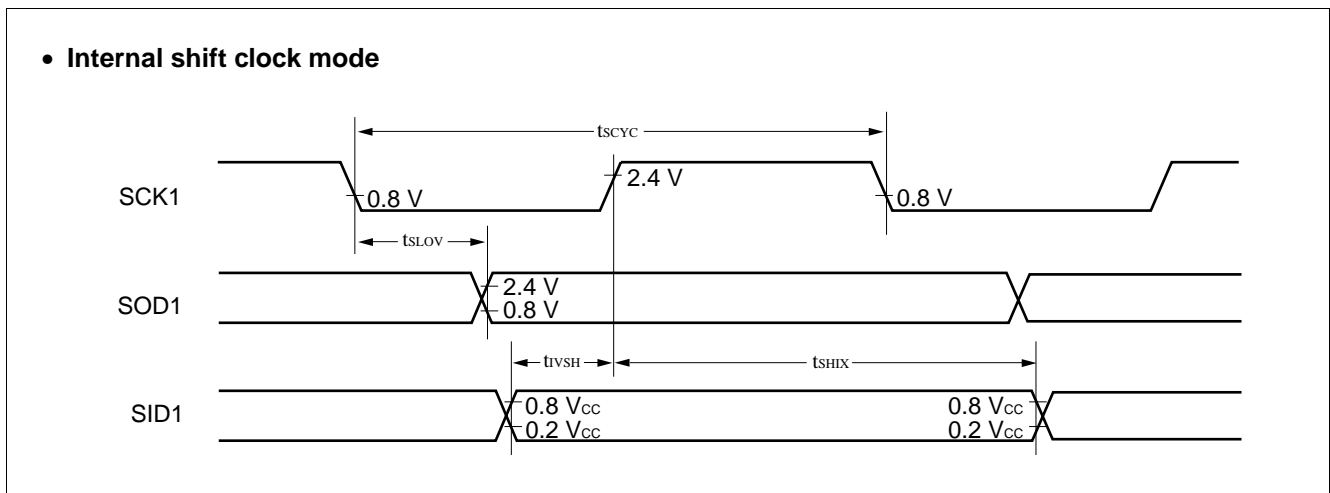 • Internal shift clock mode
tSCYC
SCK1
0.8 V
2.4 V
0.8 V
tSLOV
SOD1
2.4 V
0.8 V
tIVSH
tSHIX
SID1
0.8 VCC
0.2 VCC
0.8 VCC
0.2 VCC